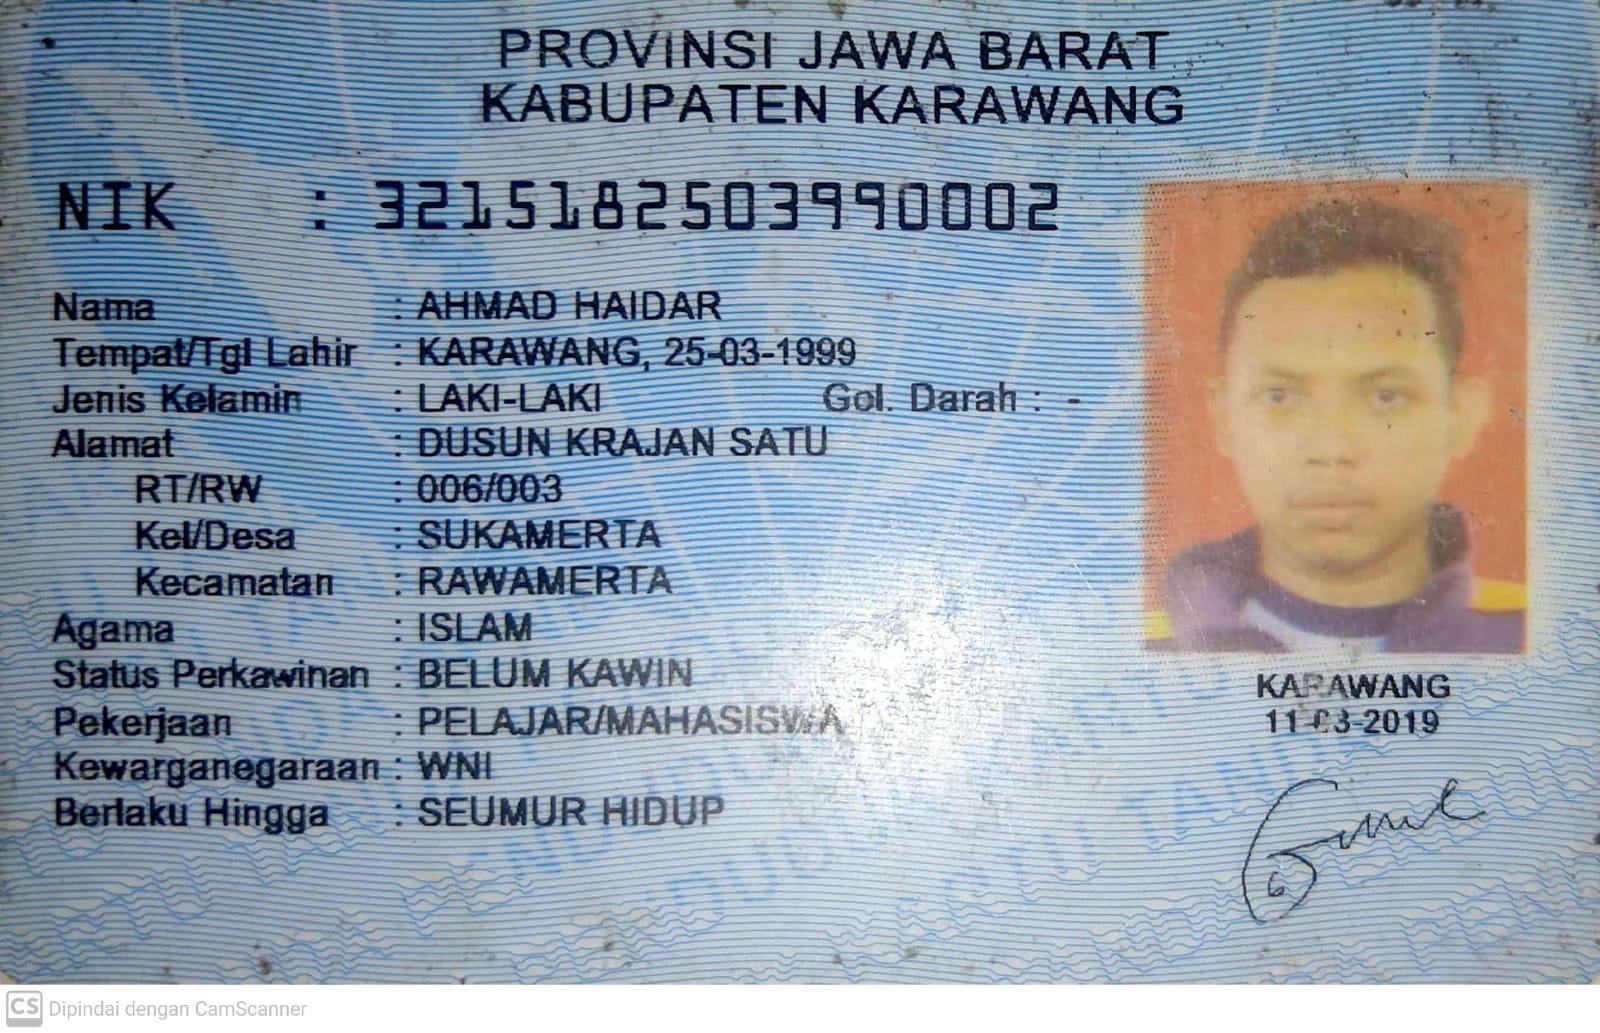 PROVINSI JAWA BARAT
KABUPATEN KARAWANG
NIK : 3215182503990002
Nama : AHMAD HAIDAR
Tempat/Tgl Lahir : KARAWANG, 25-03-1999
Jenis Kelamin : LAKI-LAKI Gol. Darah : -
Alamat : DUSUN KRAJAN SATU
RT/RW : 006/003
Kel/Desa : SUKAMERTA
Kecamatan : RAWAMERTA
Agama : ISLAM
Status Perkawinan : BELUM KAWIN
Pekerjaan : PELAJAR/MAHASISWA
Kewarganegaraan : WNI
Berlaku Hingga : SEUMUR HIDUP
KARAWANG
11-03-2019
CS Dipindai dengan CamScanner